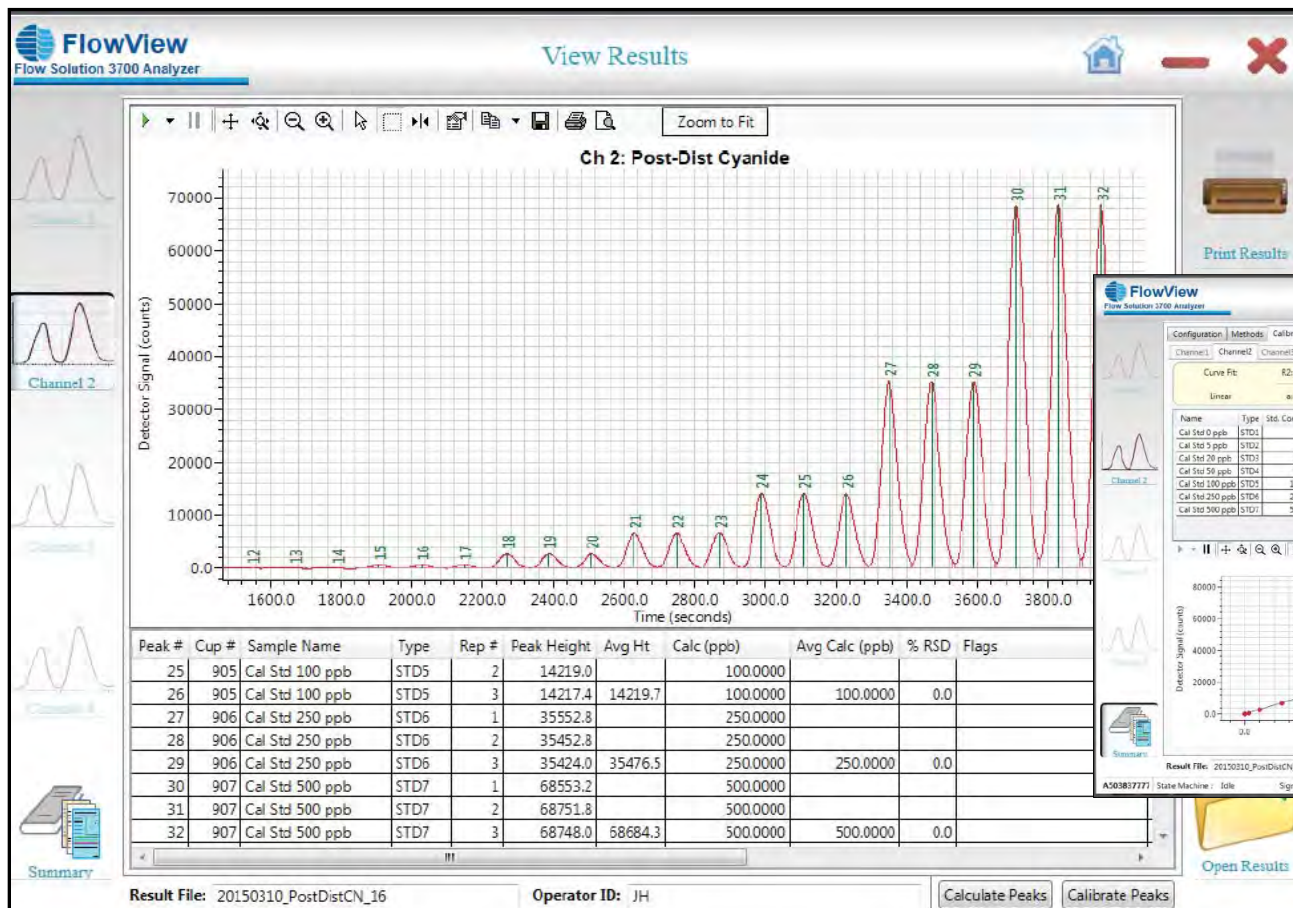 FlowView
Flow Solution 3700 Analyzer
View Results
Zoom to Fit
Ch 2: Post-Dist Cyanide
Detector Signal (counts)
70000
60000
50000
40000
30000
20000
10000
0.0
12 13 14 15 16 17 18 19 20 21 22 23 24 25 26 27 28 29 30 31 32
1600.0 1800.0 2000.0 2200.0 2400.0 2600.0 2800.0 3000.0 3200.0 3400.0 3600.0 3800.0
Time (seconds)
Channel 2
Summary
Print Results
Peak # Cup # Sample Name Type Rep # Peak Height Avg Ht Calc (ppb) Avg Calc (ppb) % RSD Flags
25 905 Cal Std 100 ppb STD5 2 14219.0 100.0000
26 905 Cal Std 100 ppb STD5 3 14217.4 14219.7 100.0000 100.0000 0.0
27 906 Cal Std 250 ppb STD6 1 35552.8 250.0000
28 906 Cal Std 250 ppb STD6 2 35452.8 250.0000
29 906 Cal Std 250 ppb STD6 3 35424.0 35476.5 250.0000 250.0000 0.0
30 907 Cal Std 500 ppb STD7 1 68553.2 500.0000
31 907 Cal Std 500 ppb STD7 2 68751.8 500.0000
32 907 Cal Std 500 ppb STD7 3 68748.0 68684.3 500.0000 500.0000 0.0
Result File: 20150310_PostDistCN_16
Operator ID: JH
Calculate Peaks Calibrate Peaks
Open Results
FlowView
Flow Solution 3700 Analyzer
Configuration Methods
Channel1 Channel2
Curve Fit: R2:
Linear
Name Type
Cal Std 0 ppb STD1
Cal Std 5 ppb STD2
Cal Std 20 ppb STD3
Cal Std 50 ppb STD4
Cal Std 100 ppb STD5 1
Cal Std 250 ppb STD6 2
Cal Std 500 ppb STD7 5
Channel 2
Detector Signal (counts)
80000
60000
40000
20000
0.0
0.0
Summary
Result File: 20150310_PostDistCN
A503837777 State Machine : Idle